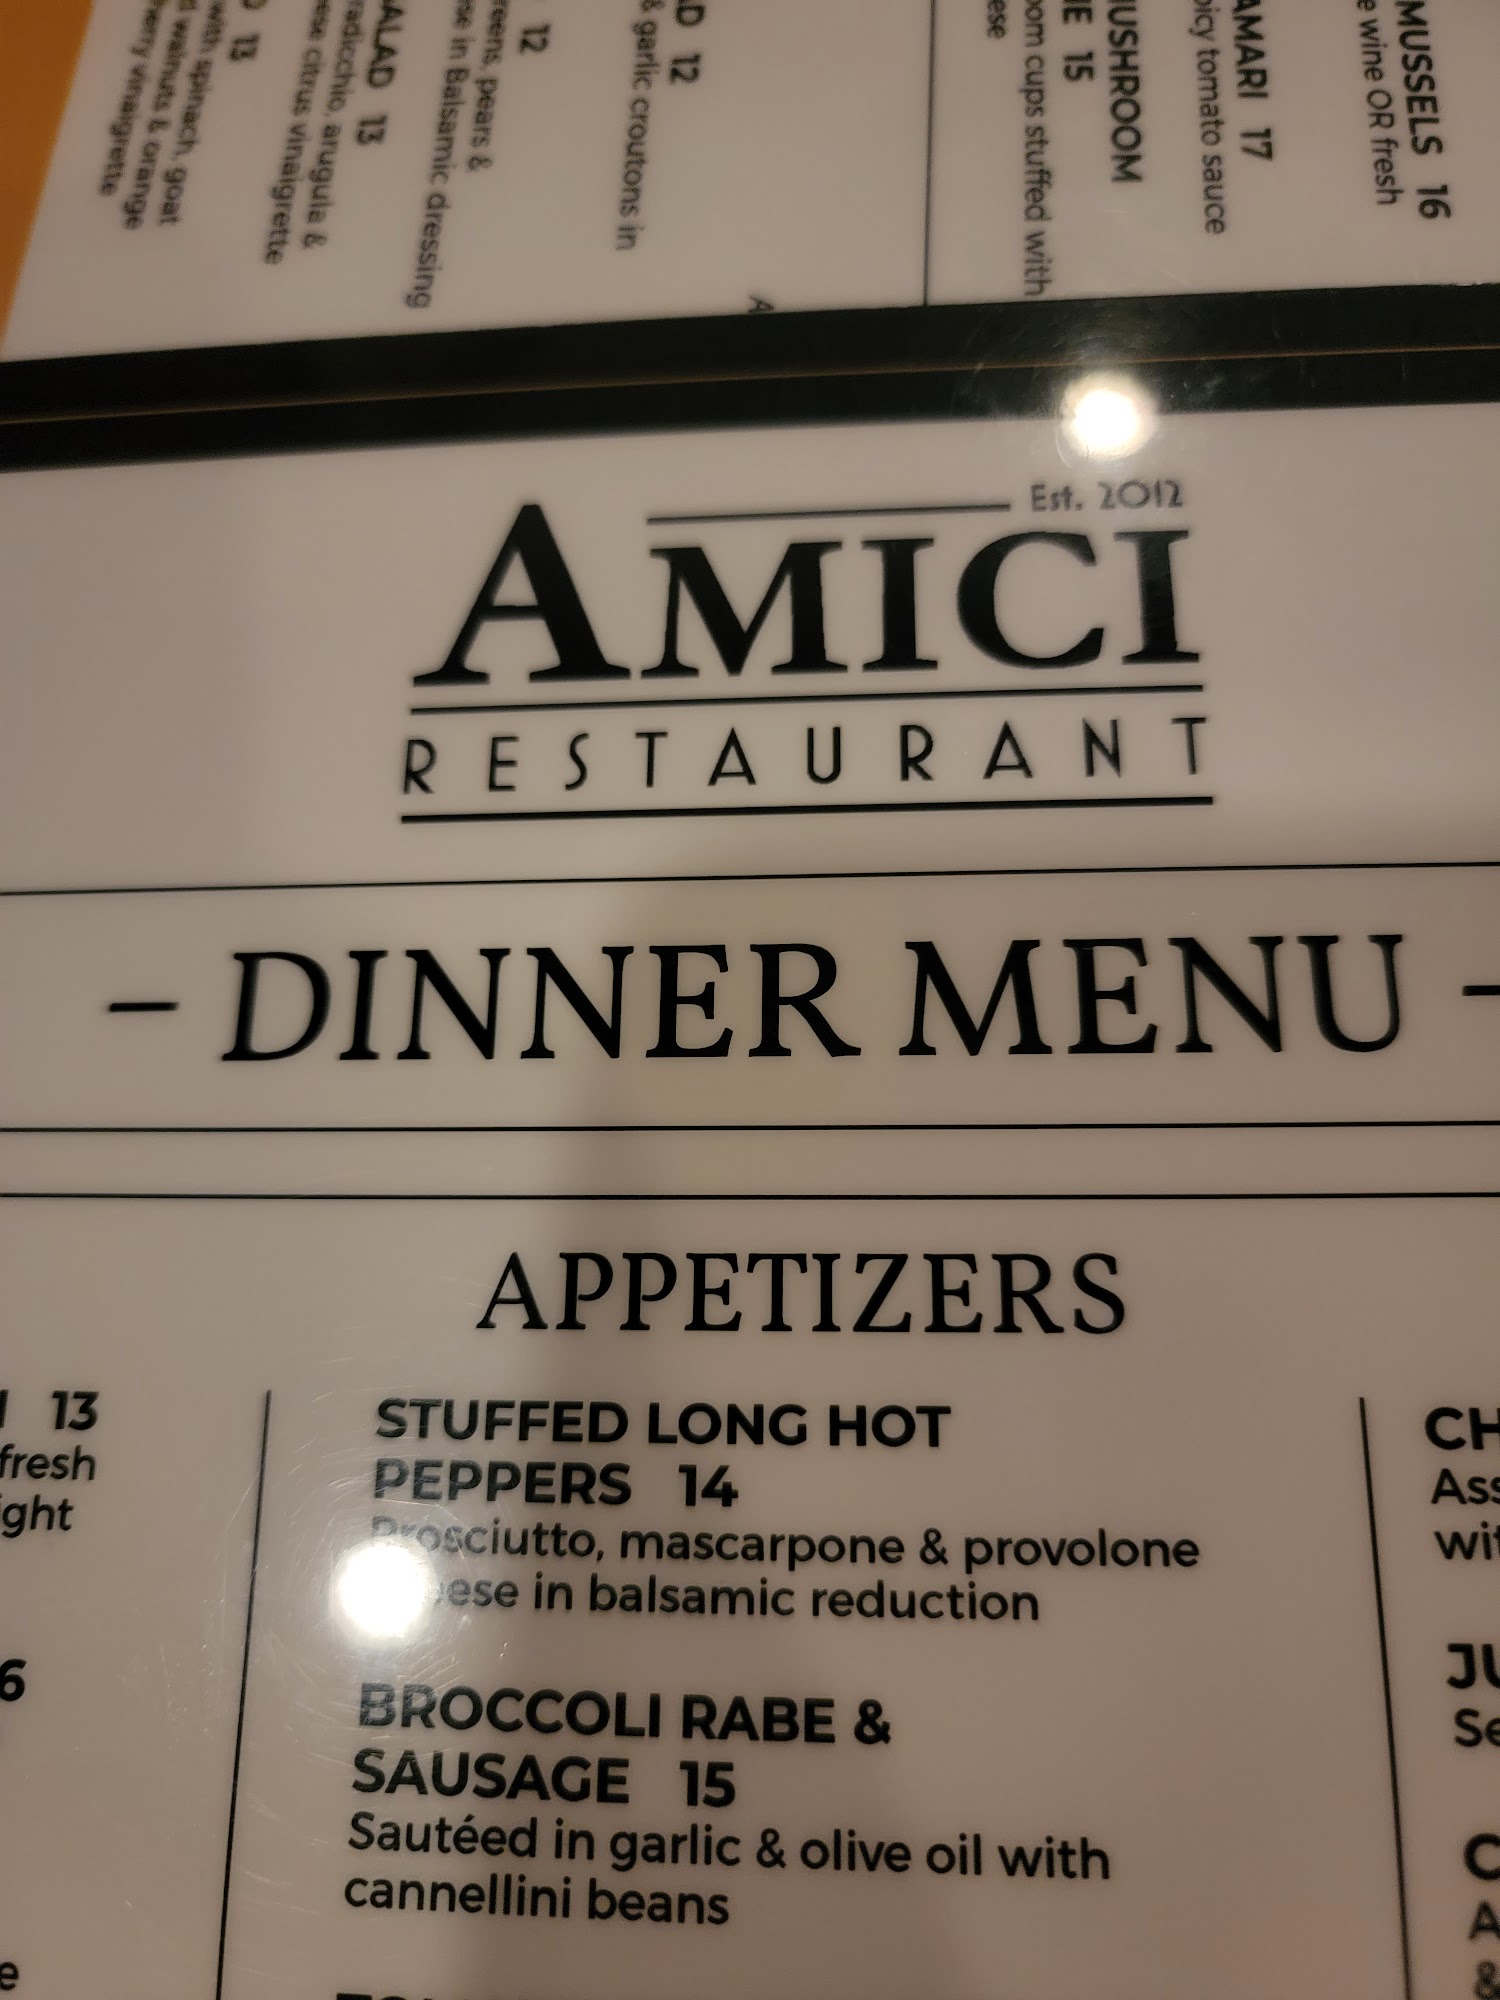 MUSSELS 16
wine OR fresh
AMARI 17
spicy tomato sauce
MUSHROOM
15
cups stuffed with
12
& garlic croutons in
12
greens, pears &
in Balsamic dressing
SALAD 13
radicchio, arugula &
citrus vinaigrette
13
with spinach, goat
walnuts & orange
vinaigrette
Est. 2012
AMICI
RESTAURANT
– DINNER MENU –
APPETIZERS
13
fresh
STUFFED LONG HOT
PEPPERS 14
Prosciutto, mascarpone & provolone
in balsamic reduction
BROCCOLI RABE &
SAUSAGE 15
Sautéed in garlic & olive oil with
cannellini beans